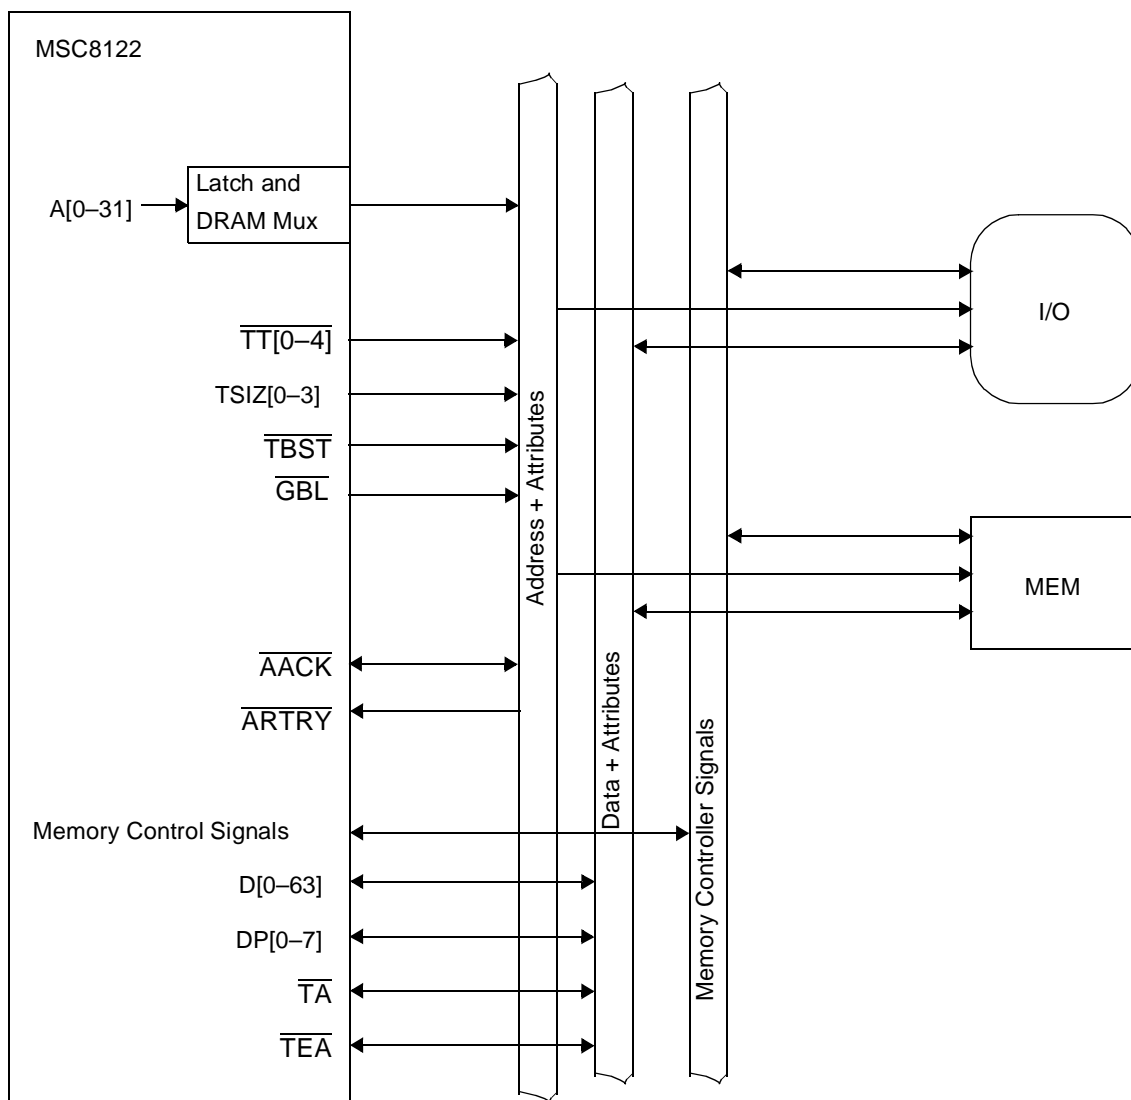 MSC8122
Latch and
DRAM Mux
A[0–31]
TT[0–4]
TSIZ[0–3]
TBST
GBL
AACK
ARTRY
Memory Control Signals
D[0–63]
DP[0–7]
TA
TEA
Address + Attributes
Data + Attributes
Memory Controller Signals
I/O
MEM